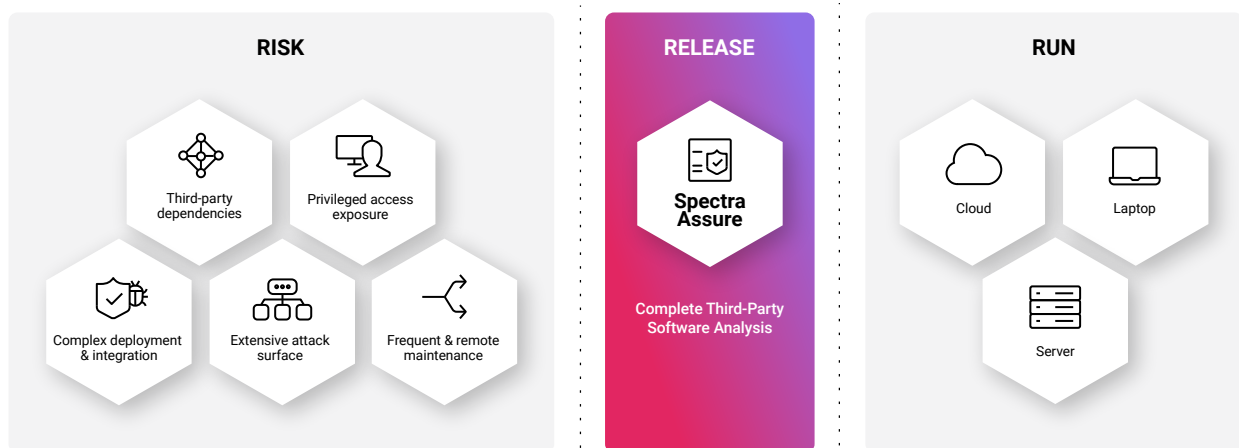 RISK
Third-party
dependencies
Privileged access
exposure
Complex deployment
& integration
Extensive attack
surface
Frequent & remote
maintenance
RELEASE
Spectra
Assure
Complete Third-Party
Software Analysis
RUN
Cloud
Laptop
Server